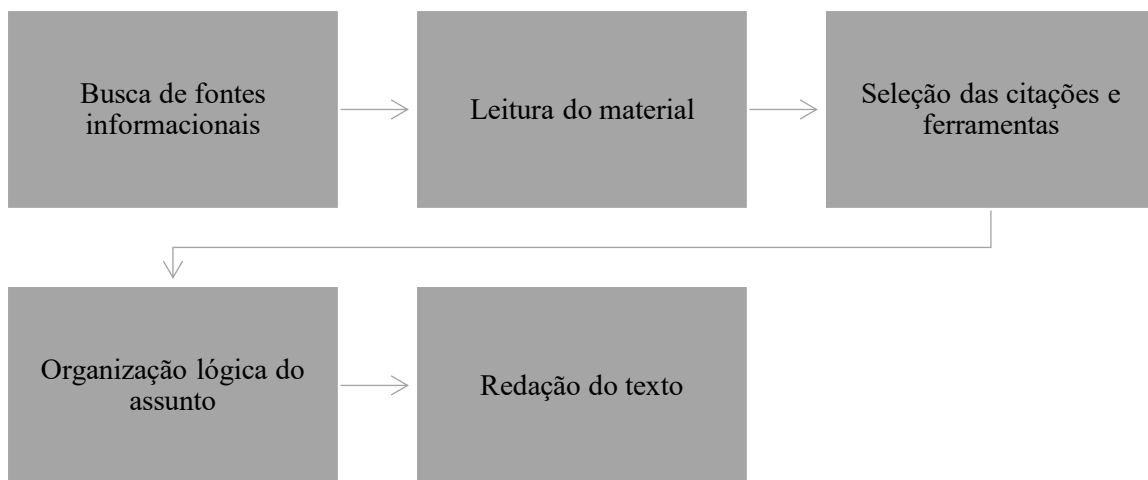 Busca de fontes
informacionais
Leitura do material
Seleção das citações e
ferramentas
Organização lógica do
assunto
Redação do texto